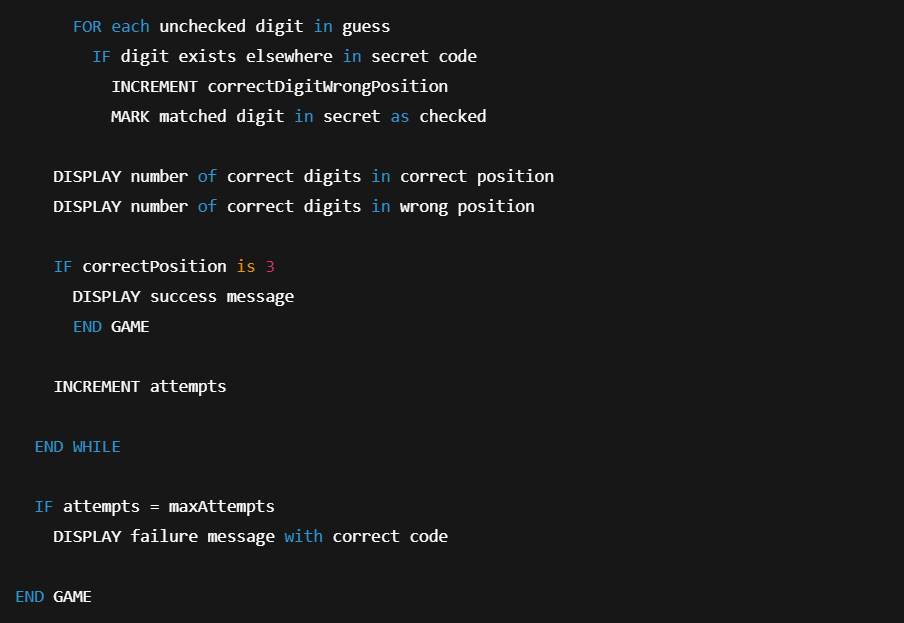 FOR each unchecked digit in guess
IF digit exists elsewhere in secret code
INCREMENT correctDigitWrongPosition
MARK matched digit in secret as checked
DISPLAY number of correct digits in correct position
DISPLAY number of correct digits in wrong position
IF correctPosition is 3
DISPLAY success message
END GAME
INCREMENT attempts
END WHILE
IF attempts = maxAttempts
DISPLAY failure message with correct code
END GAME